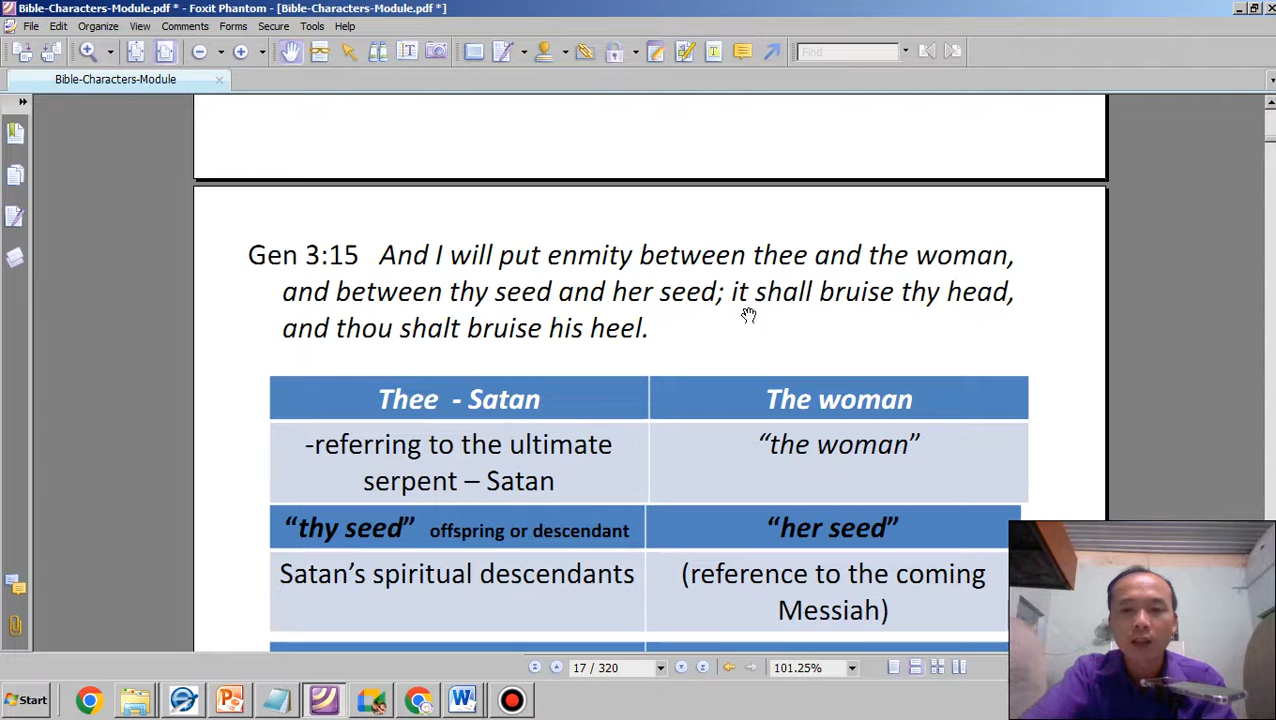 Bible-Characters-Module.pdf * - Foxit Phantom - [Bible-Characters-Module.pdf *]
File Edit Organize View Comments Forms Secure Tools Help
Find
Bible-Characters-Module
Gen 3:15 And I will put enmity between thee and the woman,
and between thy seed and her seed; it shall bruise thy head,
and thou shalt bruise his heel.
Thee - Satan The woman
-referring to the ultimate
serpent – Satan
“the woman”
“thy seed” offspring or descendant “her seed”
Satan’s spiritual descendants
(reference to the coming
Messiah)
17 / 320 101.25%
Start